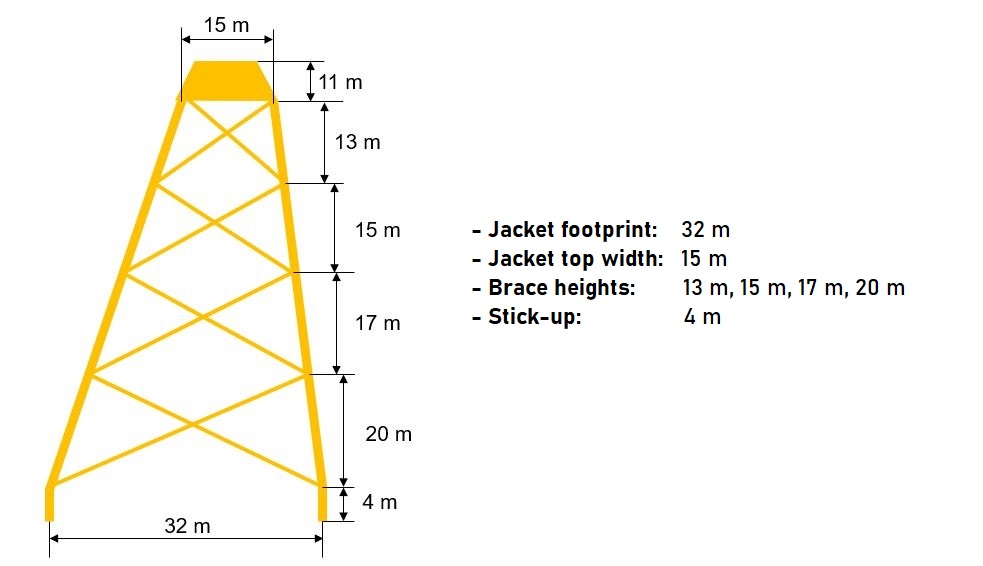 15 m
11 m
13 m
15 m
17 m
20 m
4 m
32 m
- Jacket footprint: 32 m
- Jacket top width: 15 m
- Brace heights: 13 m, 15 m, 17 m, 20 m
- Stick-up: 4 m